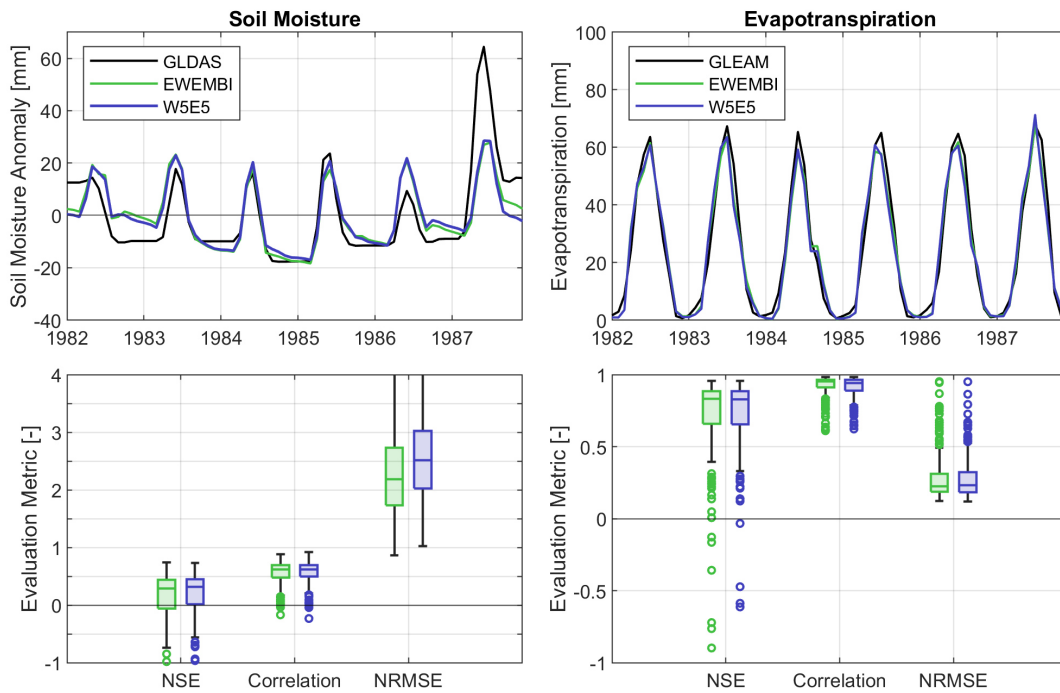 Soil Moisture
Soil Moisture Anomaly [mm]
60
40
20
0
-20
-40
GLDAS
EWEMBI
W5E5
1982 1983 1984 1985 1986 1987
Evapotranspiration
Evapotranspiration [mm]
100
80
60
40
20
0
GLEAM
EWEMBI
W5E5
1982 1983 1984 1985 1986 1987
Evaluation Metric [-]
4
3
2
1
0
-1
NSE Correlation NRMSE
Evaluation Metric [-]
1
0.5
0
-0.5
-1
NSE Correlation NRMSE